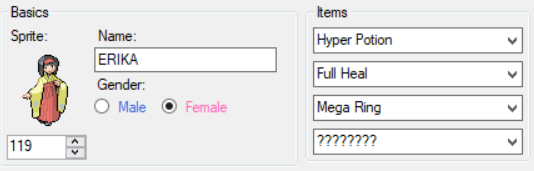 Basics
Sprite:
Name:
ERIKA
Gender:
Male
Female
119
Items
Hyper Potion
Full Heal
Mega Ring
????????